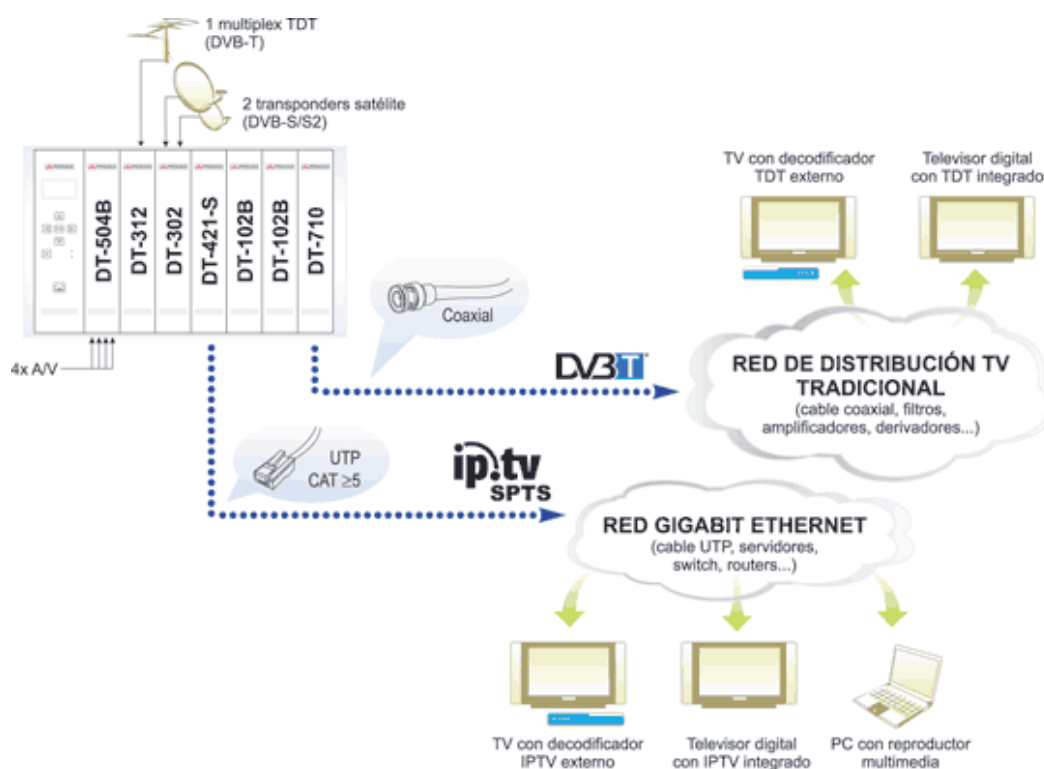 1 multiplex TDT
(DVB-T)
2 transponders satélite
(DVB-S/S2)
DT-504B
DT-312
DT-302
DT-421-S
DT-102B
DT-102B
DT-710
4x A/V
Coaxial
DVB T
UTP
CAT ≥5
ip.tv
SPTS
TV con decodificador
TDT externo
Televisor digital
con TDT integrado
RED DE DISTRIBUCIÓN TV
TRADICIONAL
(cable coaxial, filtros,
amplificadores, derivadores...)
RED GIGABIT ETHERNET
(cable UTP, servidores,
switch, routers...)
TV con decodificador
IPTV externo
Televisor digital
con IPTV integrado
PC con reproductor
multimedia